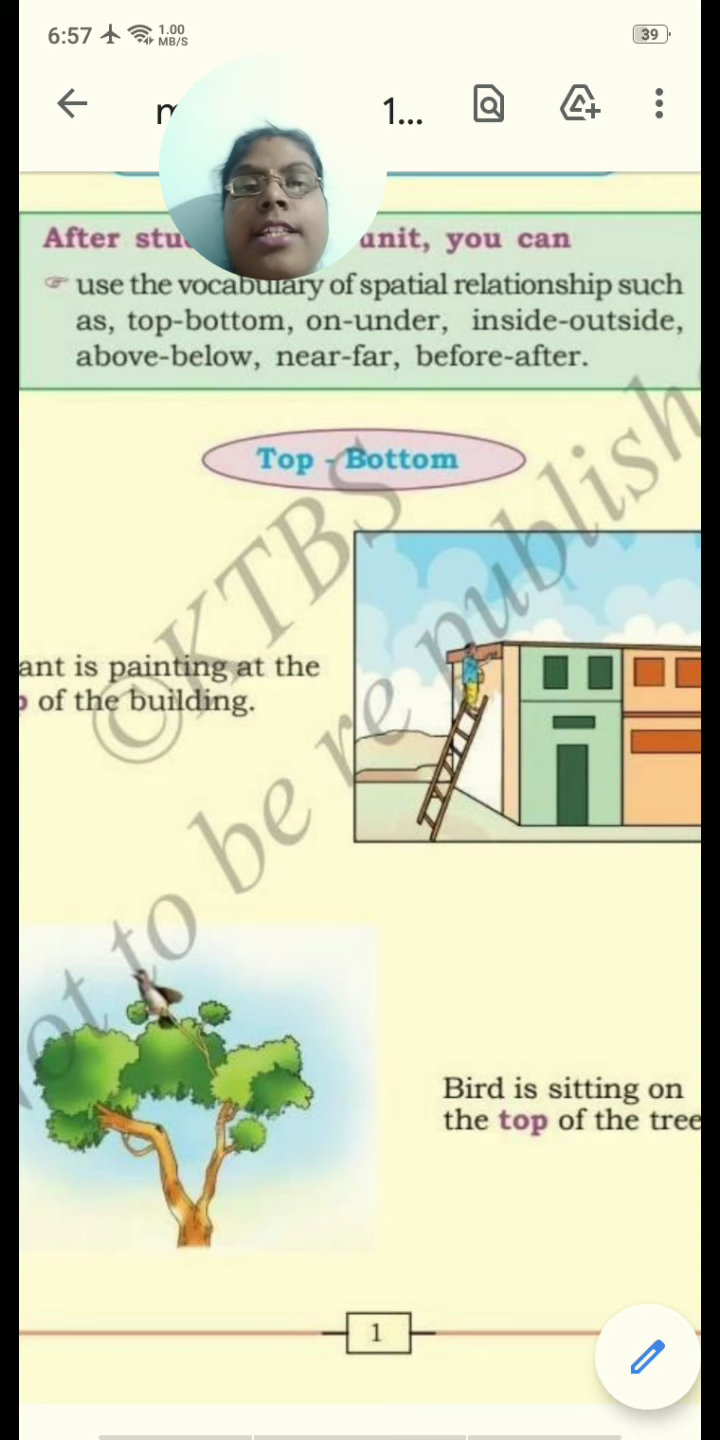 6:57 1.00
MB/S
39
1...
After unit, you can
use the vocabulary of spatial relationship such
as, top-bottom, on-under, inside-outside,
above-below, near-far, before-after.
Top - Bottom
©KTBS
ant is painting at the
of the building.
not to be re publish
Bird is sitting on
the top of the tree
1